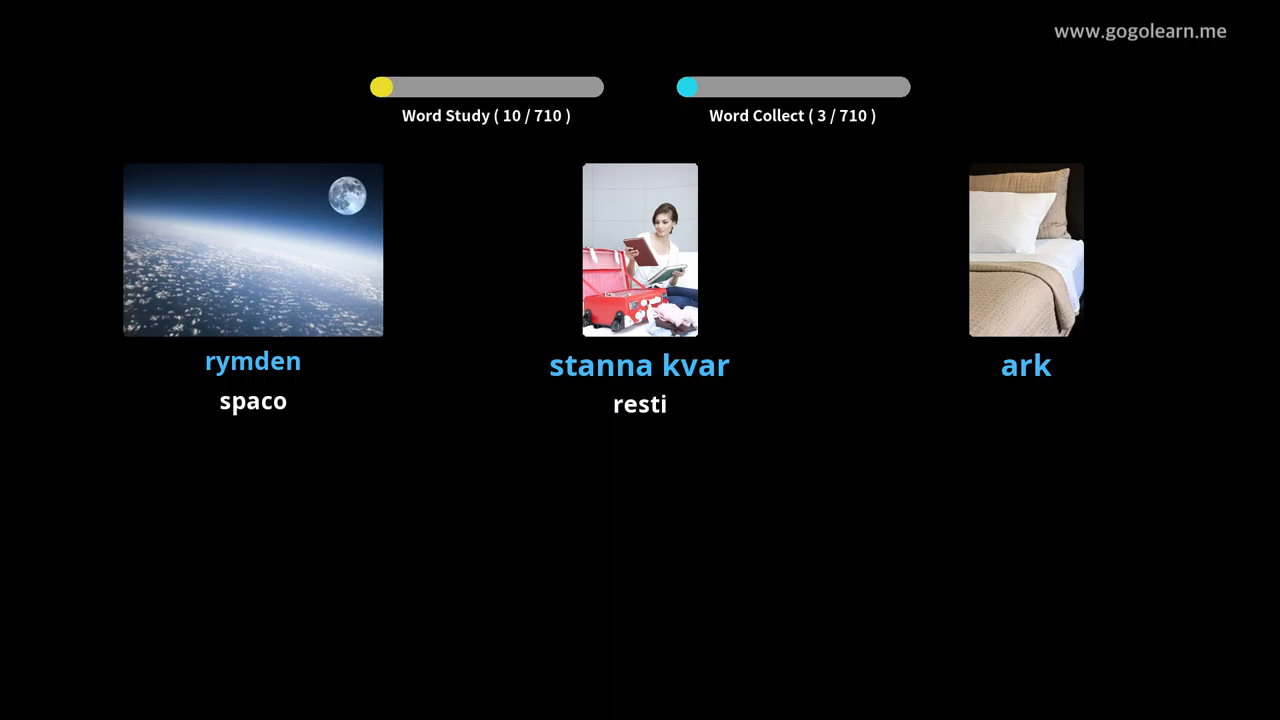 www.gogolearn.me
Word Study ( 10 / 710 )
Word Collect ( 3 / 710 )
rymden
spaco
stanna kvar
resti
ark